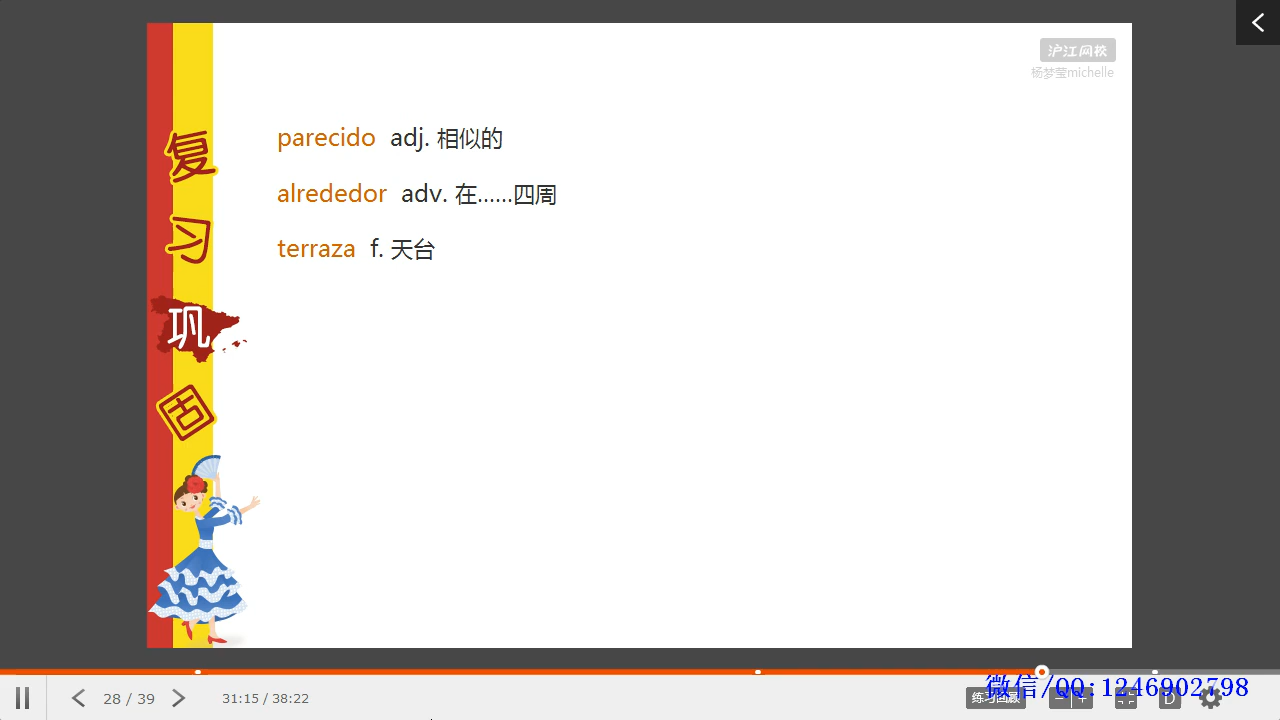 沪江网校
杨梦莹michelle
复
习
巩
固
parecido adj. 相似的
alrededor adv. 在……四周
terraza f. 天台
28 / 39
31:15 / 38:22
练习回顾
D
微信/QQ:1246902798